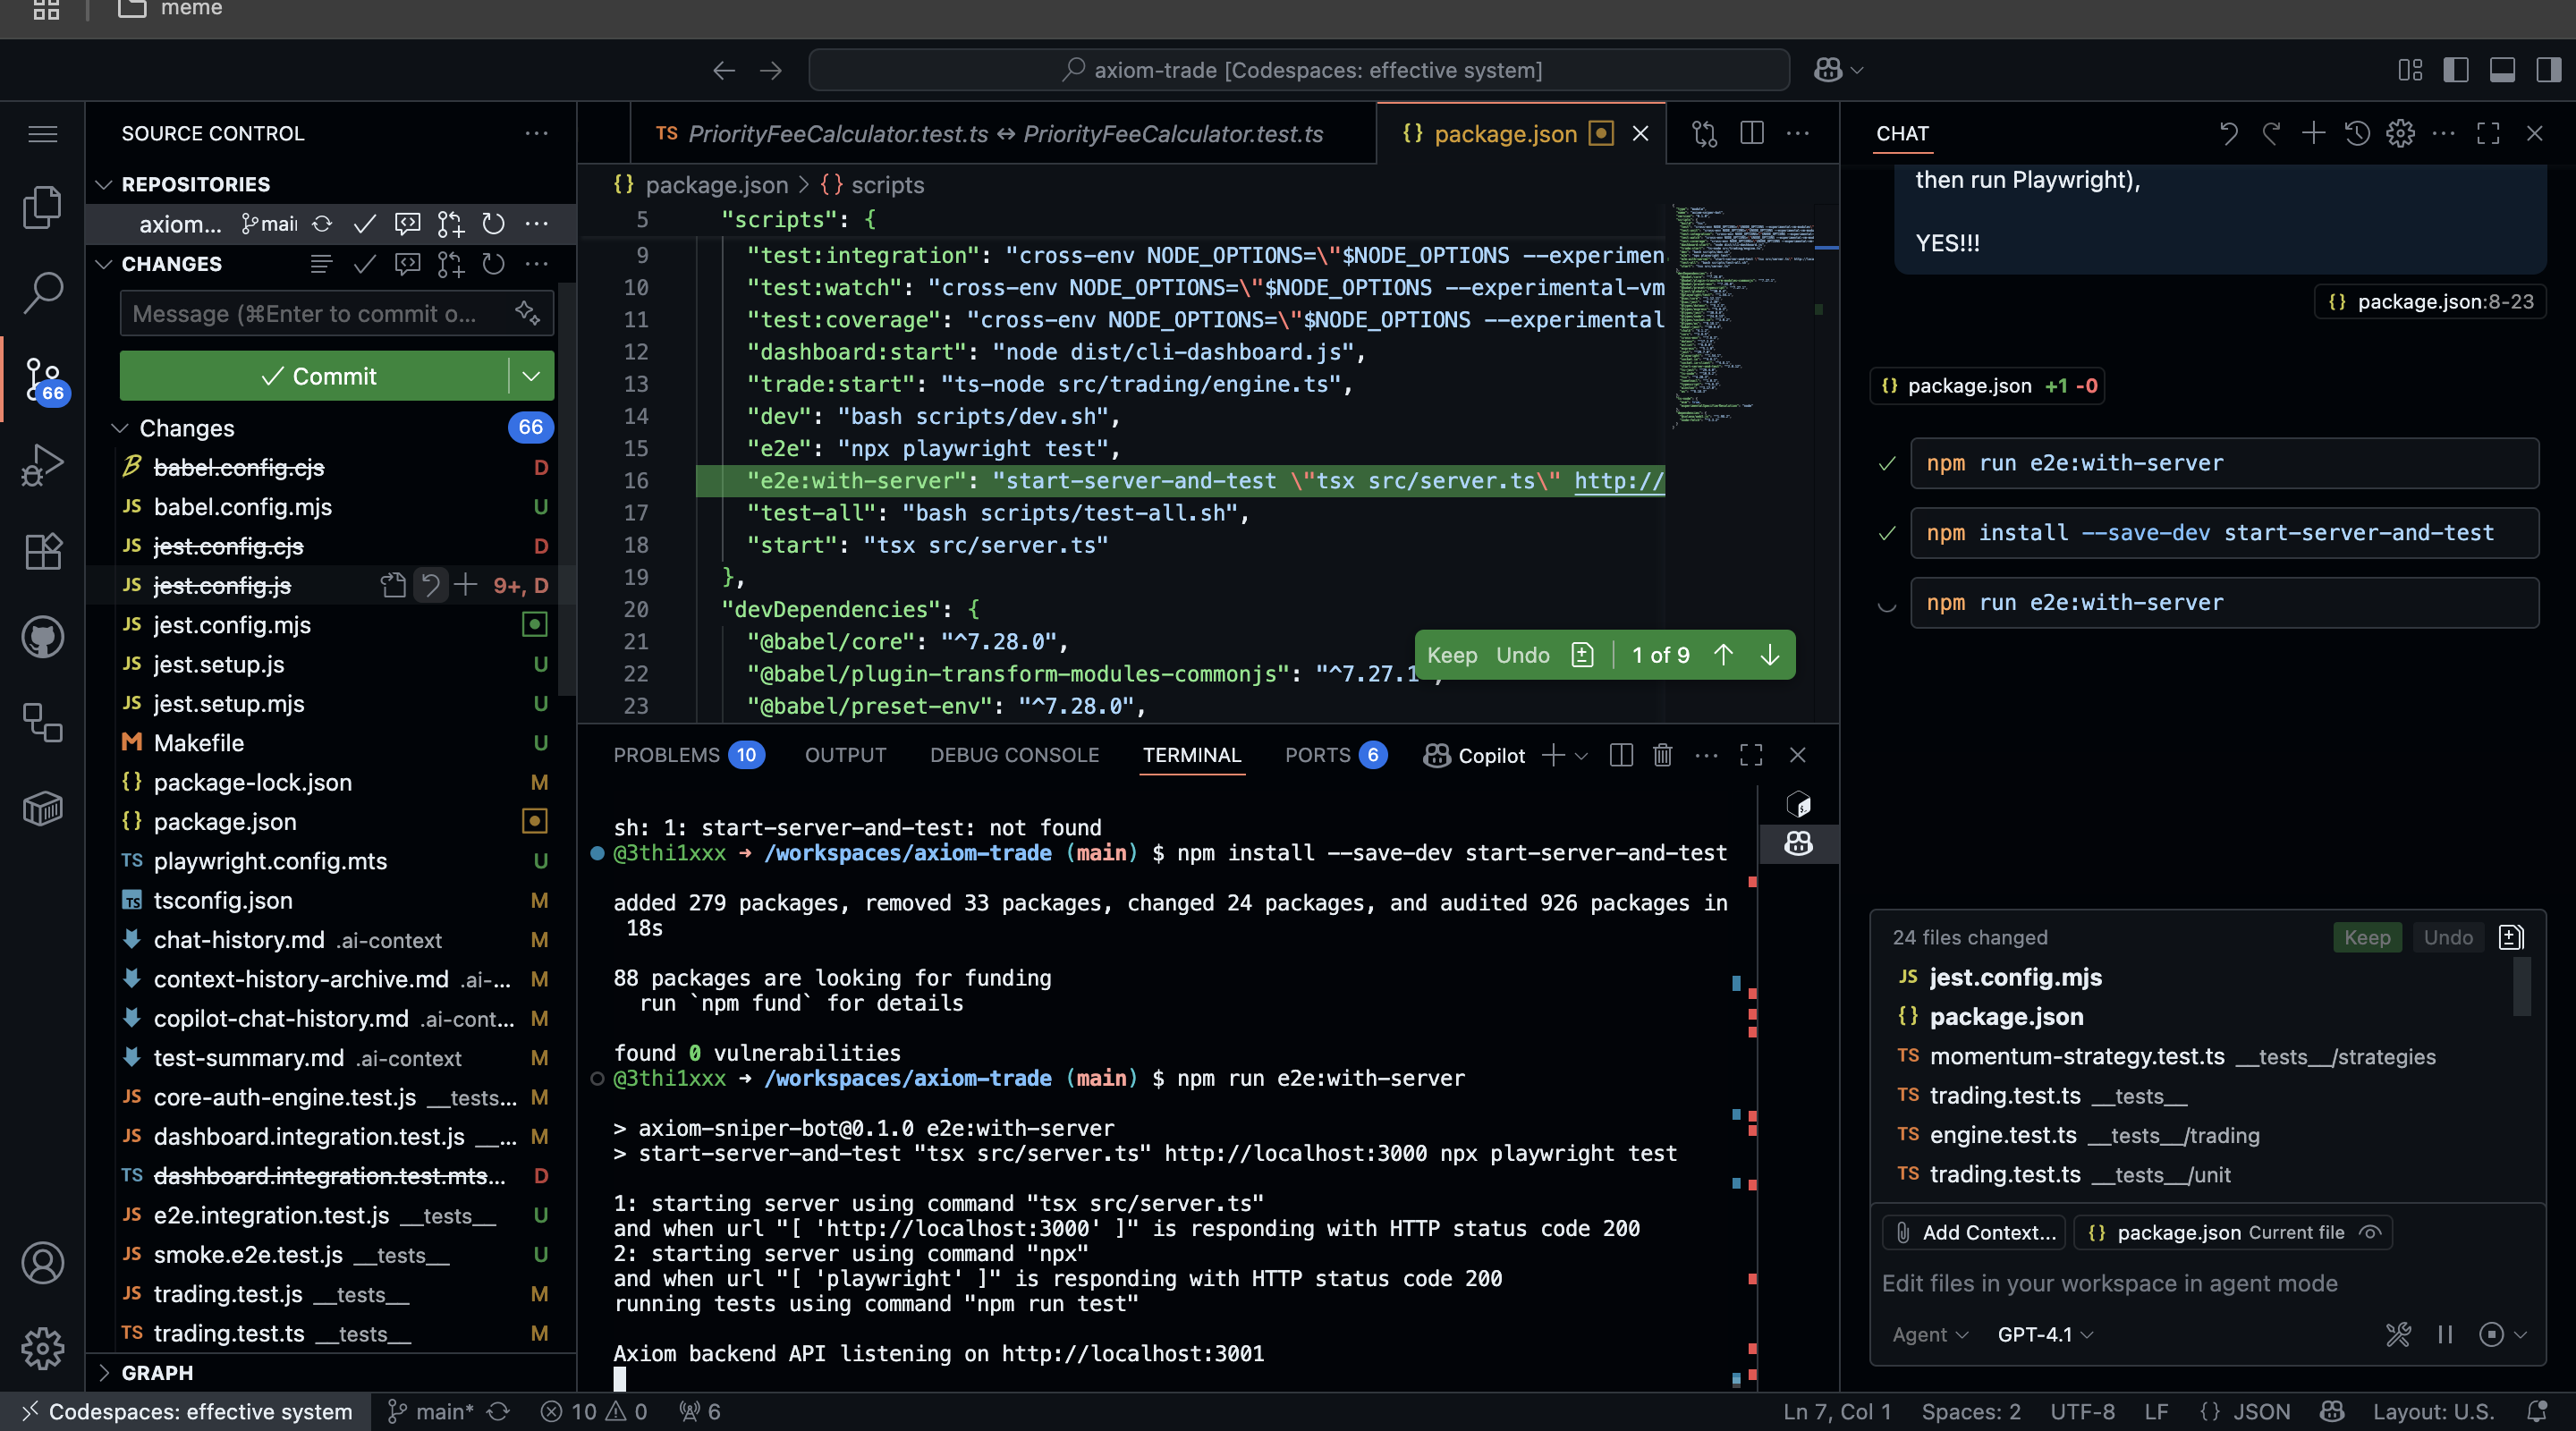 meme
axiom-trade [Codespaces: effective system]
SOURCE CONTROL
REPOSITORIES
axiom... main
CHANGES
Message (⌘Enter to commit o...
Commit
Changes 66
66
babel.config.cjs D
babel.config.mjs U
jest.config.cjs D
jest.config.js 9+, D
jest.config.mjs
jest.setup.js U
jest.setup.mjs U
Makefile U
package-lock.json M
package.json
playwright.config.mts U
tsconfig.json M
chat-history.md .ai-context M
context-history-archive.md .ai-... M
copilot-chat-history.md .ai-cont... M
test-summary.md .ai-context M
core-auth-engine.test.js __tests... M
dashboard.integration.test.js __... M
dashboard.integration.test.mts... D
e2e.integration.test.js __tests__ U
smoke.e2e.test.js __tests__ U
trading.test.js __tests__ M
trading.test.ts __tests__ M
GRAPH
PriorityFeeCalculator.test.ts ↔ PriorityFeeCalculator.test.ts
package.json
package.json > {} scripts
5 "scripts": {
9 "test:integration": "cross-env NODE_OPTIONS=\"$NODE_OPTIONS --experimen
10 "test:watch": "cross-env NODE_OPTIONS=\"$NODE_OPTIONS --experimental-vm
11 "test:coverage": "cross-env NODE_OPTIONS=\"$NODE_OPTIONS --experimental
12 "dashboard:start": "node dist/cli-dashboard.js",
13 "trade:start": "ts-node src/trading/engine.ts",
14 "dev": "bash scripts/dev.sh",
15 "e2e": "npx playwright test",
16 "e2e:with-server": "start-server-and-test \"tsx src/server.ts\" http://
17 "test-all": "bash scripts/test-all.sh",
18 "start": "tsx src/server.ts"
19 },
20 "devDependencies": {
21 "@babel/core": "^7.28.0",
22 "@babel/plugin-transform-modules-commonjs": "^7.27.1",
23 "@babel/preset-env": "^7.28.0",
Keep Undo 1 of 9
PROBLEMS 10 OUTPUT DEBUG CONSOLE TERMINAL PORTS 6 Copilot
sh: 1: start-server-and-test: not found
@3thi1xxx ➜ /workspaces/axiom-trade (main) $ npm install --save-dev start-server-and-test
added 279 packages, removed 33 packages, changed 24 packages, and audited 926 packages in
18s
88 packages are looking for funding
run `npm fund` for details
found 0 vulnerabilities
@3thi1xxx ➜ /workspaces/axiom-trade (main) $ npm run e2e:with-server
> axiom-sniper-bot@0.1.0 e2e:with-server
> start-server-and-test "tsx src/server.ts" http://localhost:3000 npx playwright test
1: starting server using command "tsx src/server.ts"
and when url "[ 'http://localhost:3000' ]" is responding with HTTP status code 200
2: starting server using command "npx"
and when url "[ 'playwright' ]" is responding with HTTP status code 200
running tests using command "npm run test"
Axiom backend API listening on http://localhost:3001
CHAT
then run Playwright),
YES!!!
{} package.json:8-23
{} package.json +1 -0
npm run e2e:with-server
npm install --save-dev start-server-and-test
npm run e2e:with-server
24 files changed Keep Undo
JS jest.config.mjs
{} package.json
TS momentum-strategy.test.ts __tests__/strategies
TS trading.test.ts __tests__
TS engine.test.ts __tests__/trading
TS trading.test.ts __tests__/unit
Add Context... {} package.json Current file
Edit files in your workspace in agent mode
Agent GPT-4.1
Codespaces: effective system main* 10 0 6 Ln 7, Col 1 Spaces: 2 UTF-8 LF {} JSON Layout: U.S.